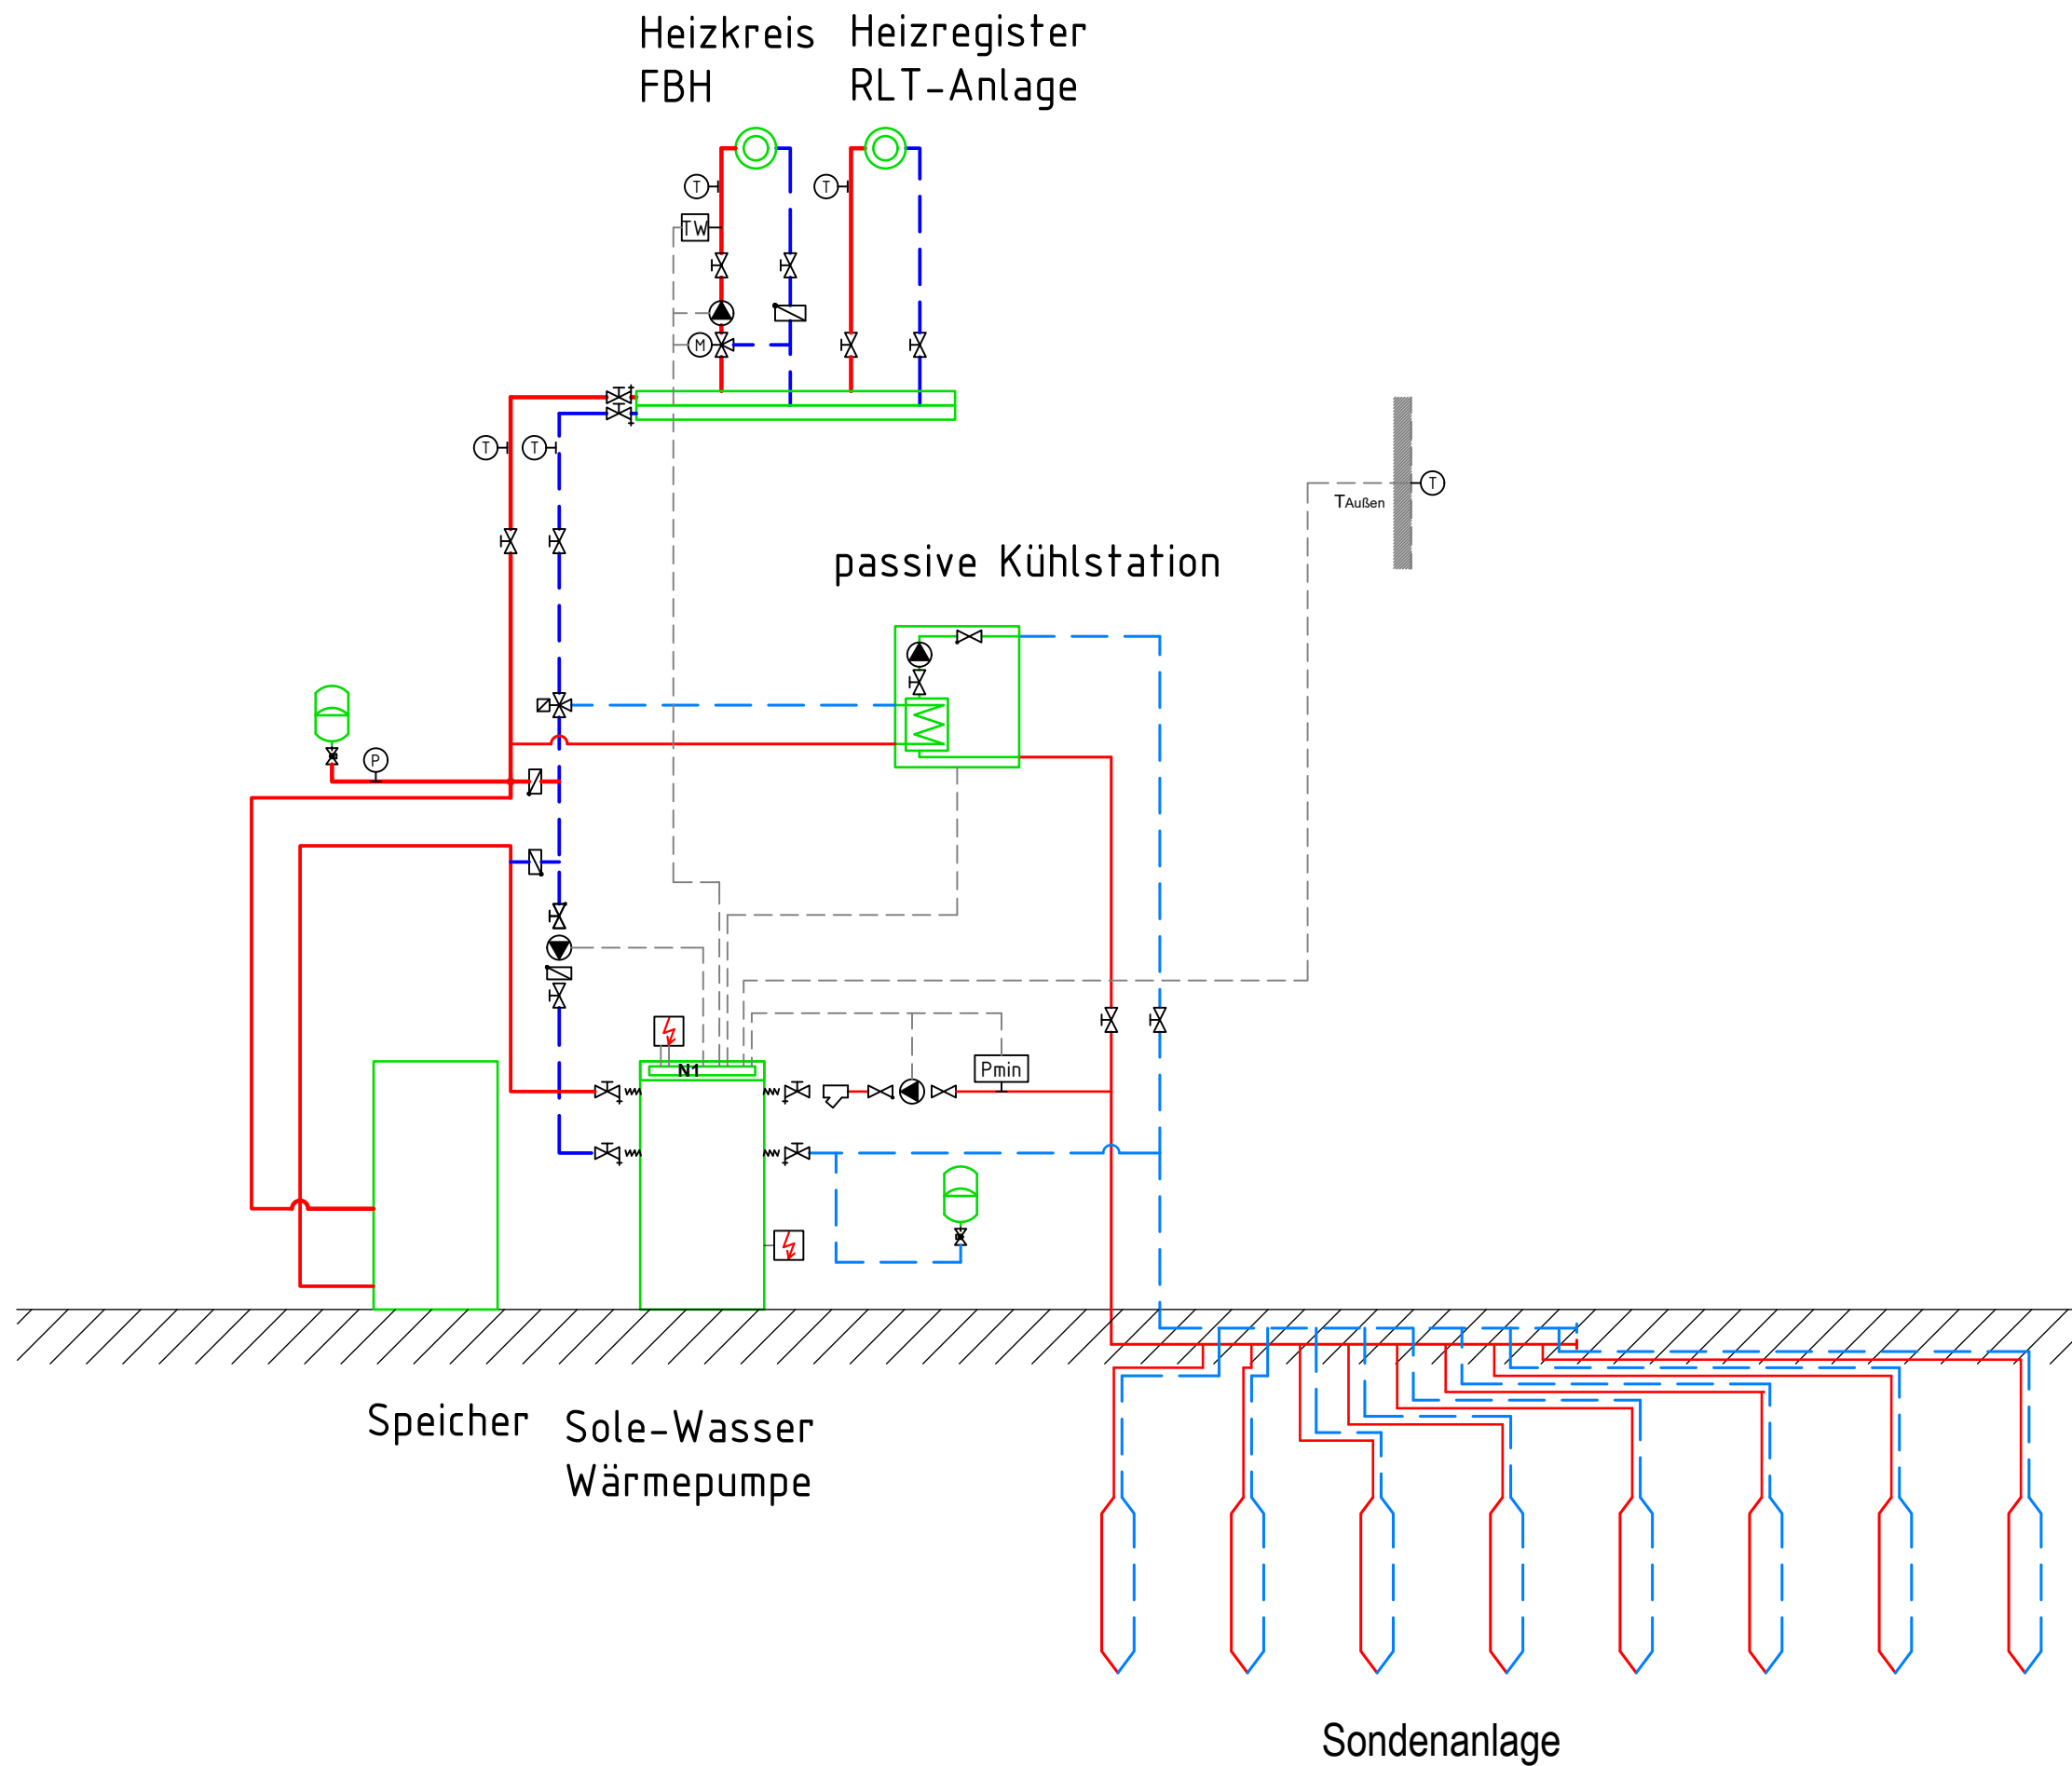 Heizkreis
FBH
Heizregister
RLT-Anlage
T
T
TW
M
T
T
T
TAußen
passive Kühlstation
P
N1
Pmin
Speicher
Sole-Wasser
Wärmepumpe
Sondenanlage